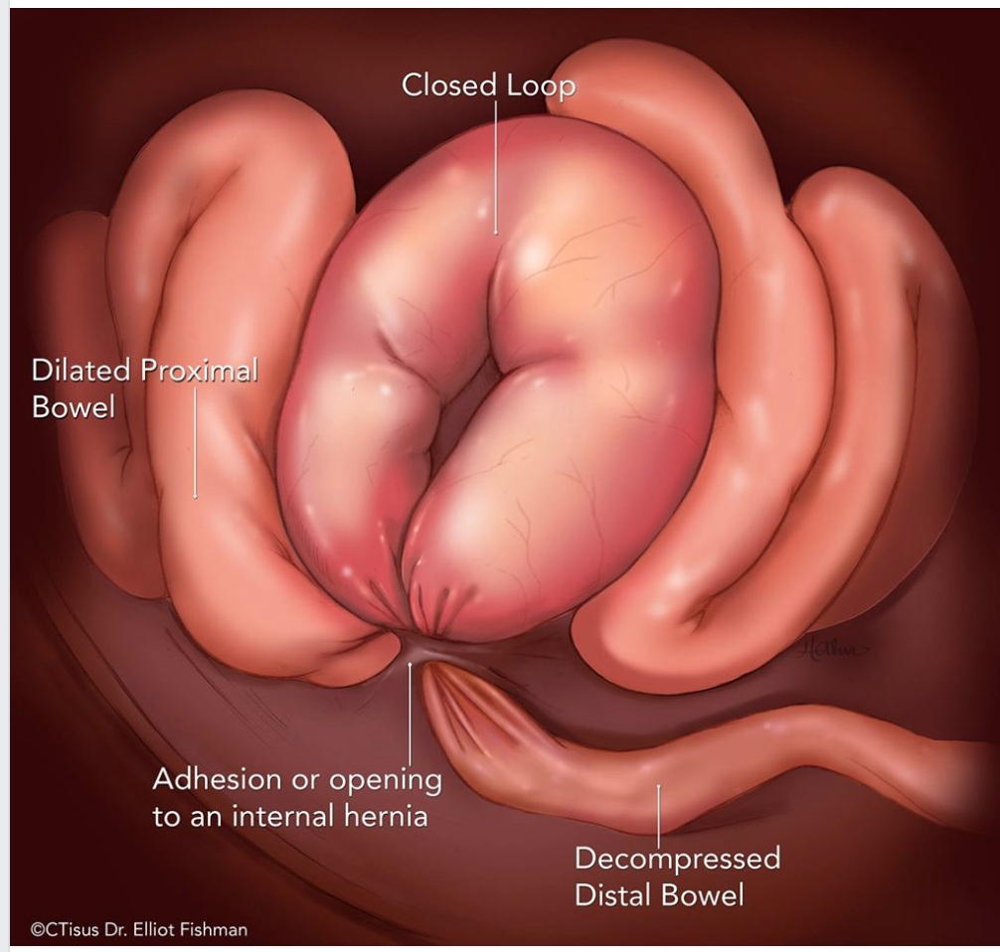 Closed Loop
Dilated Proximal
Bowel
Adhesion or opening
to an internal hernia
Decompressed
Distal Bowel
©CTisus Dr. Elliot Fishman